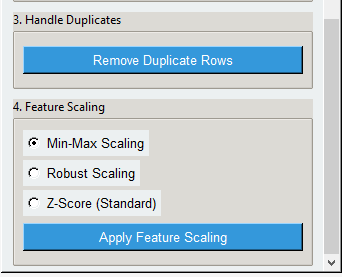 3. Handle Duplicates
Remove Duplicate Rows
4. Feature Scaling
Min-Max Scaling
Robust Scaling
Z-Score (Standard)
Apply Feature Scaling